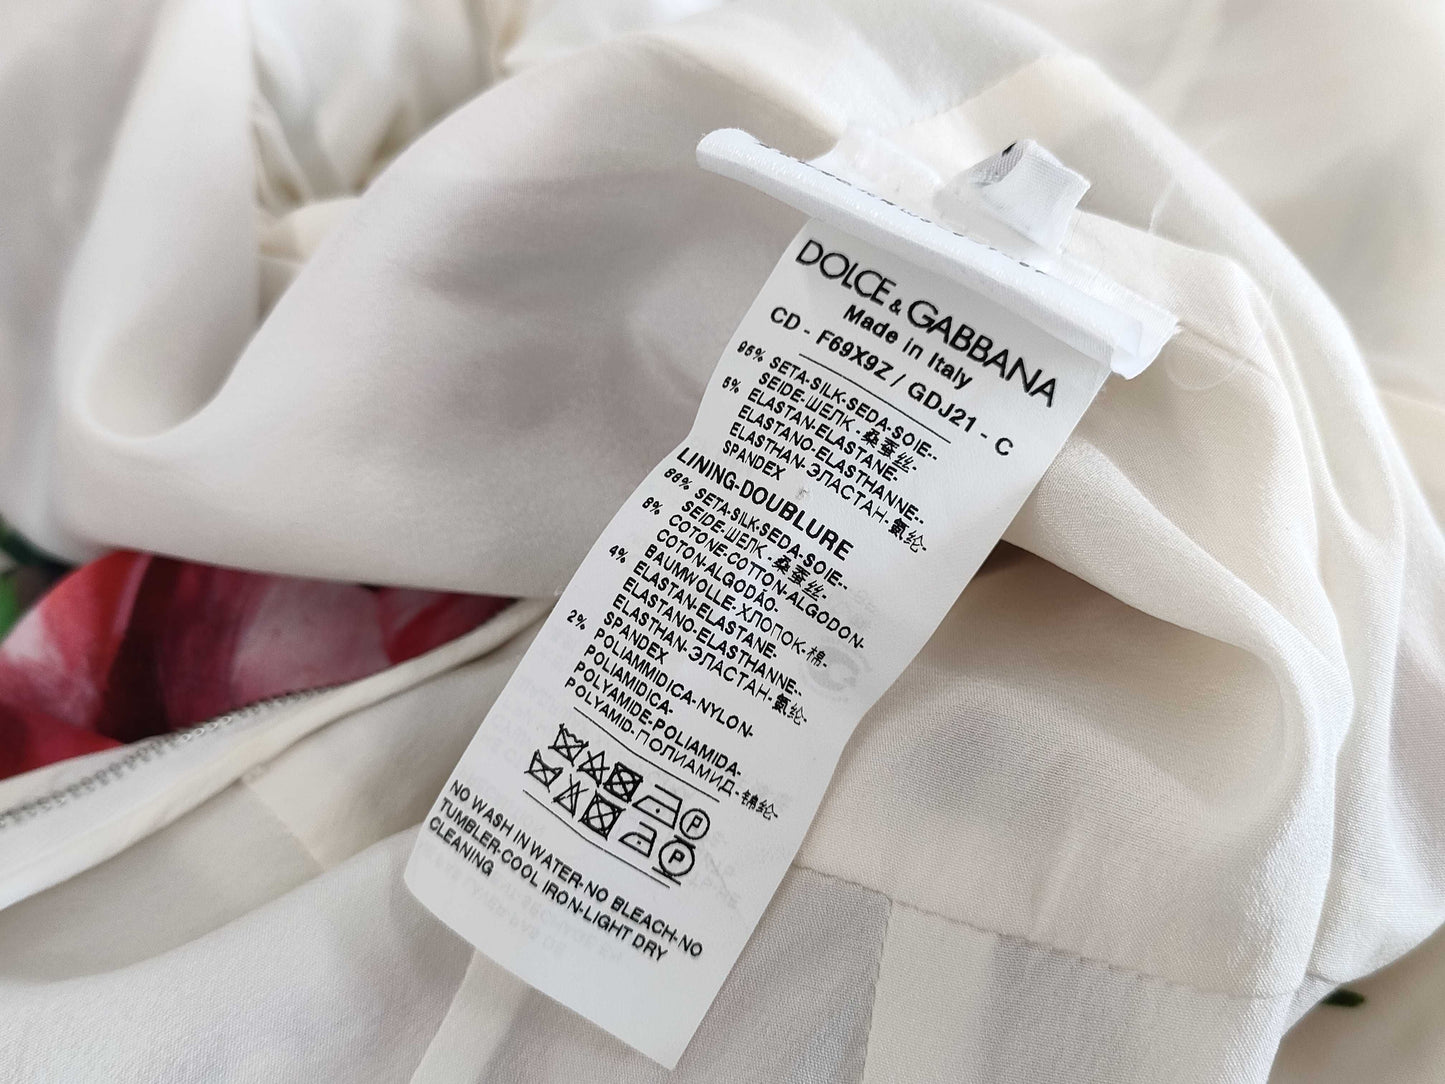 DOLCE & GABBANA
Made in Italy
CD - F69X9Z / GDJ21 - C
95% SETA-SILK-SEDA-SOIE--
SEIDE-ШЕЛК-桑蚕丝-
5% ELASTAN-ELASTANE-
ELASTANO-ELASTHANNE--
ELASTHAN-ЭЛАСТАН-氨纶-
SPANDEX
LINING-DOUBLURE
86% SETA-SILK-SEDA-SOIE--
SEIDE-ШЕЛК-桑蚕丝-
8% COTONE-COTTON-ALGODON-
COTON-ALGODÃO-
BAUMWOLLE-ХЛОПОК-棉-
4% ELASTAN-ELASTANE-
ELASTANO-ELASTHANNE--
ELASTHAN-ЭЛАСТАН-氨纶-
SPANDEX
2% POLIAMMIDICA-NYLON-
POLIAMIDICA-
POLYAMIDE-POLIAMIDA-
POLYAMID-ПОЛИАМИД-锦纶-
P
P
NO WASH IN WATER-NO BLEACH-NO
TUMBLER-COOL IRON-LIGHT DRY
CLEANING